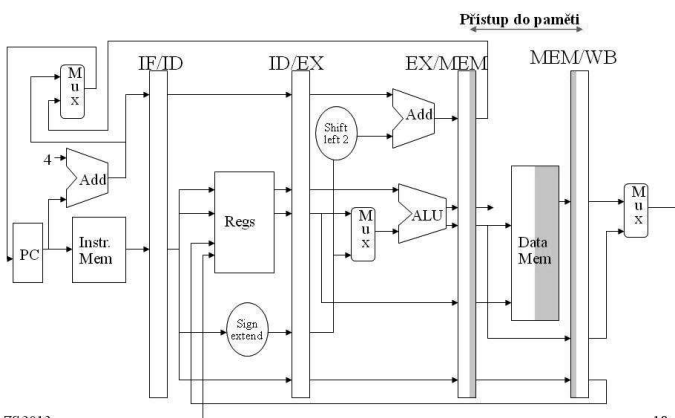 Přístup do paměti
IF/ID
ID/EX
EX/MEM
MEM/WB
M
u
x
4
Add
PC
Instr.
Mem
Regs
Sign
extend
Shift
left 2
Add
M
u
x
ALU
Data
Mem
M
u
x